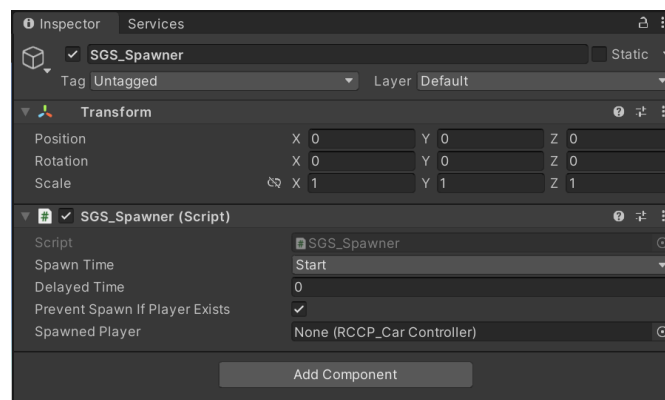 Inspector Services
SGS_Spawner Static
Tag Untagged Layer Default
Transform
Position X 0 Y 0 Z 0
Rotation X 0 Y 0 Z 0
Scale X 1 Y 1 Z 1
# SGS_Spawner (Script)
Script # SGS_Spawner
Spawn Time Start
Delayed Time 0
Prevent Spawn If Player Exists
Spawned Player None (RCCP_Car Controller)
Add Component